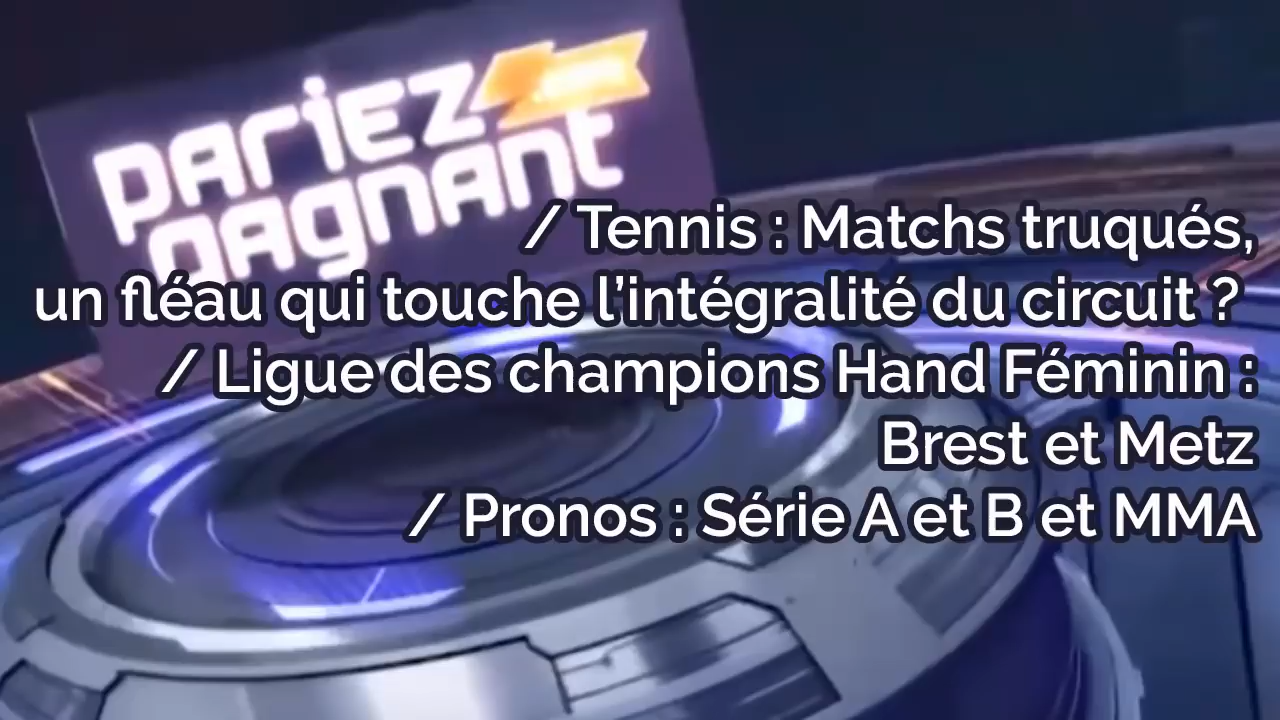 pariez
gagnant
/ Tennis : Matchs truqués,
un fléau qui touche l’intégralité du circuit ?
/ Ligue des champions Hand Féminin :
Brest et Metz
/ Pronos : Série A et B et MMA